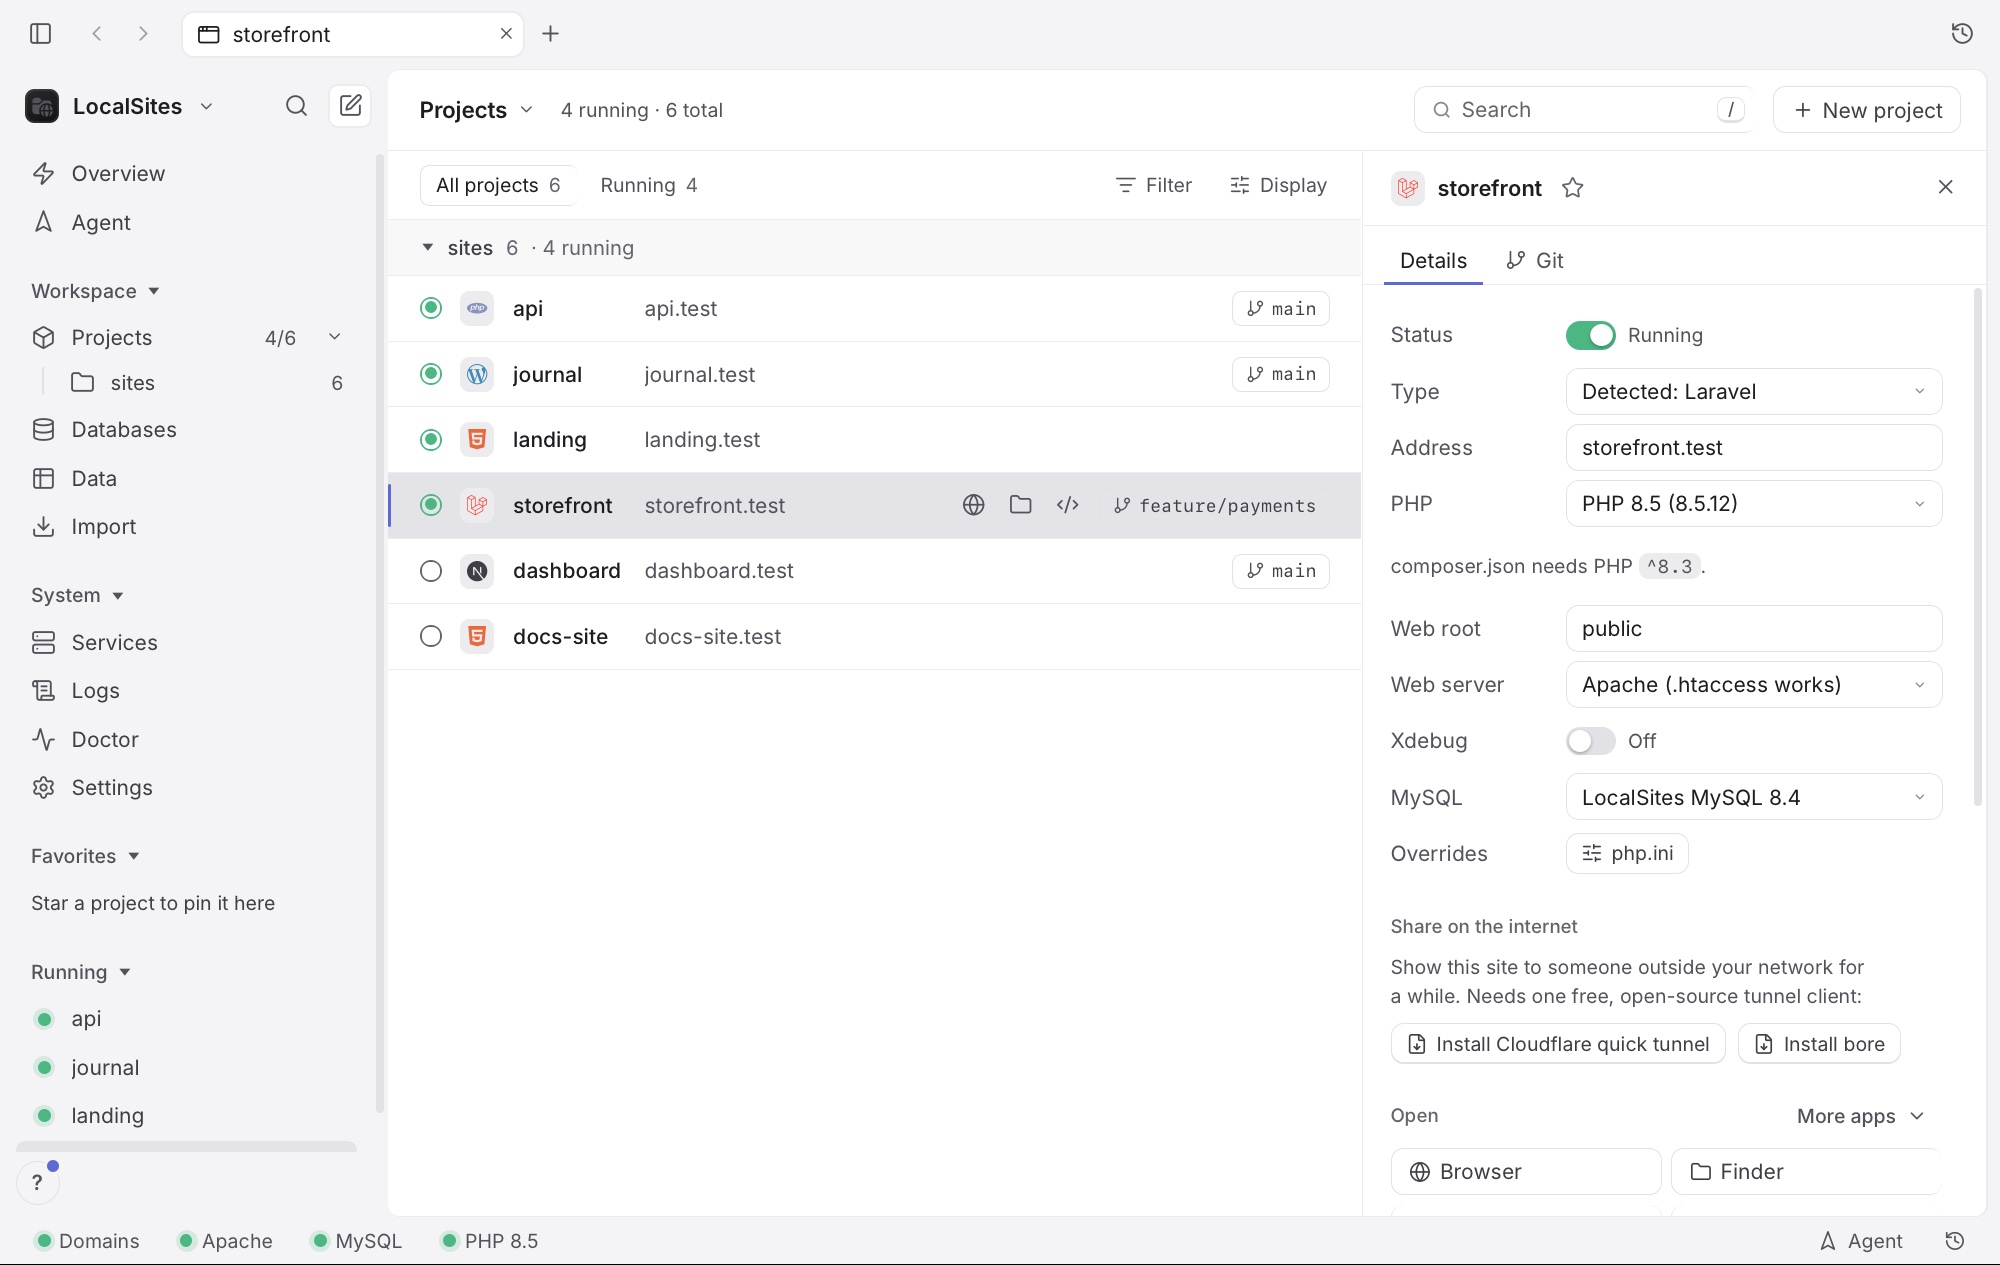 storefront
LocalSites
Overview
Agent
Workspace
Projects 4/6
sites 6
Databases
Data
Import
System
Services
Logs
Doctor
Settings
Favorites
Star a project to pin it here
Running
api
journal
landing
?
Projects 4 running · 6 total
Search /
New project
All projects 6 Running 4
Filter Display
sites 6 · 4 running
php api api.test main
journal journal.test main
landing landing.test
storefront storefront.test feature/payments
N dashboard dashboard.test main
docs-site docs-site.test
storefront
Details Git
Status Running
Type Detected: Laravel
Address storefront.test
PHP PHP 8.5 (8.5.12)
composer.json needs PHP ^8.3.
Web root public
Web server Apache (.htaccess works)
Xdebug Off
MySQL LocalSites MySQL 8.4
Overrides php.ini
Share on the internet
Show this site to someone outside your network for
a while. Needs one free, open-source tunnel client:
Install Cloudflare quick tunnel Install bore
Open More apps
Browser Finder
Domains Apache MySQL PHP 8.5
Agent